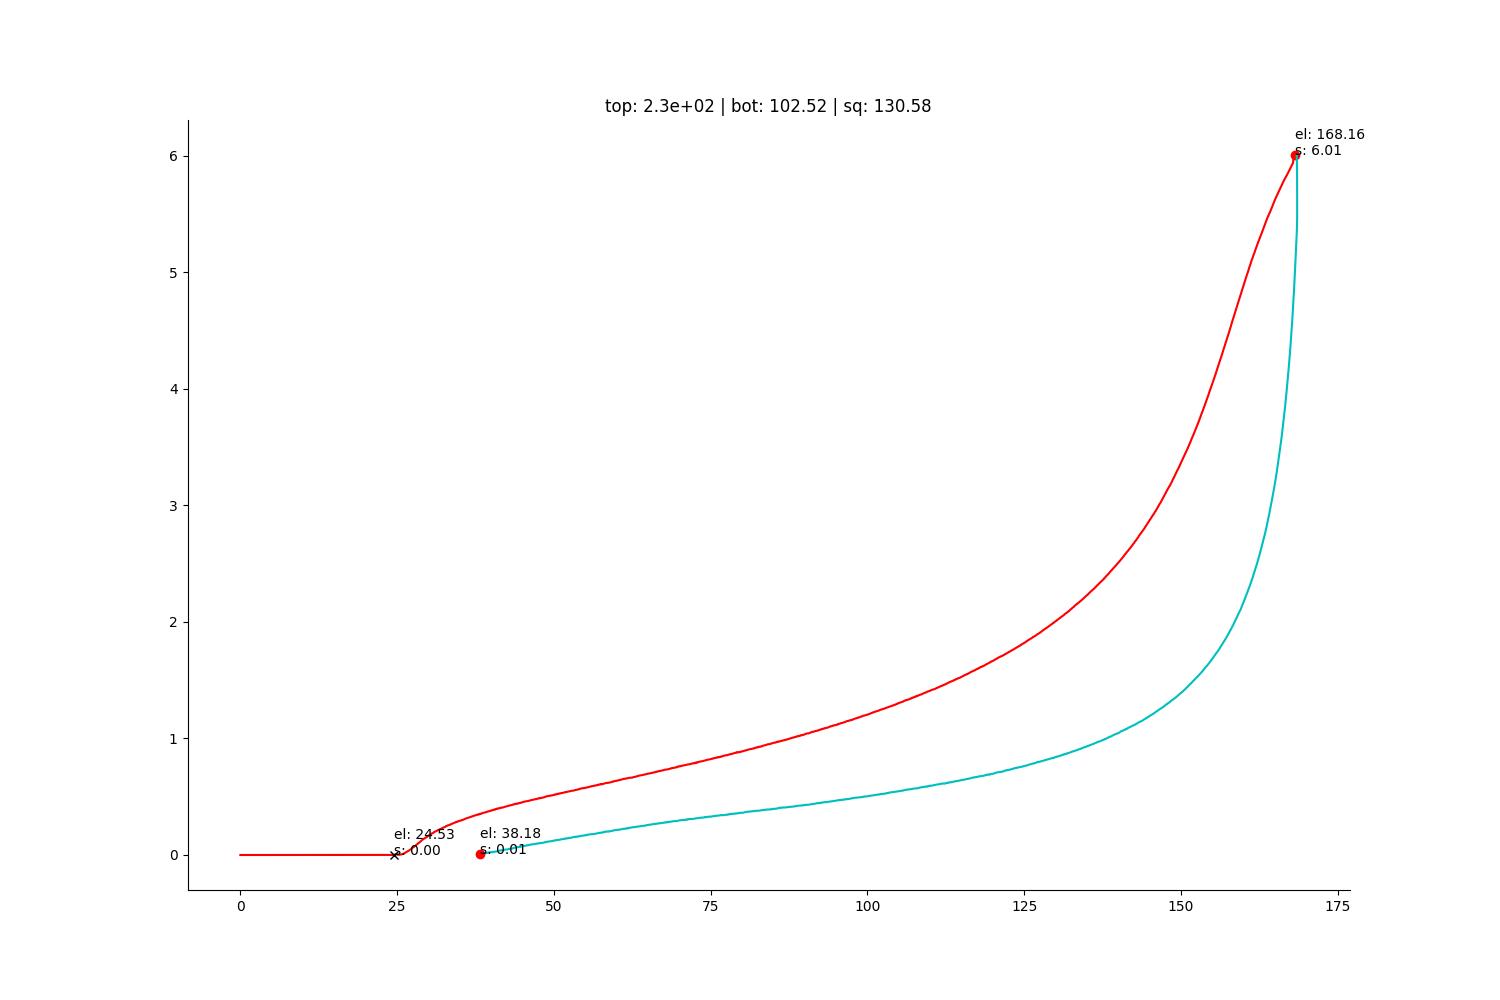 top: 2.3e+02 | bot: 102.52 | sq: 130.58
el: 168.16
s: 6.01
6
5
4
3
2
1
0
el: 24.53
s: 0.00
el: 38.18
s: 0.01
0 25 50 75 100 125 150 175